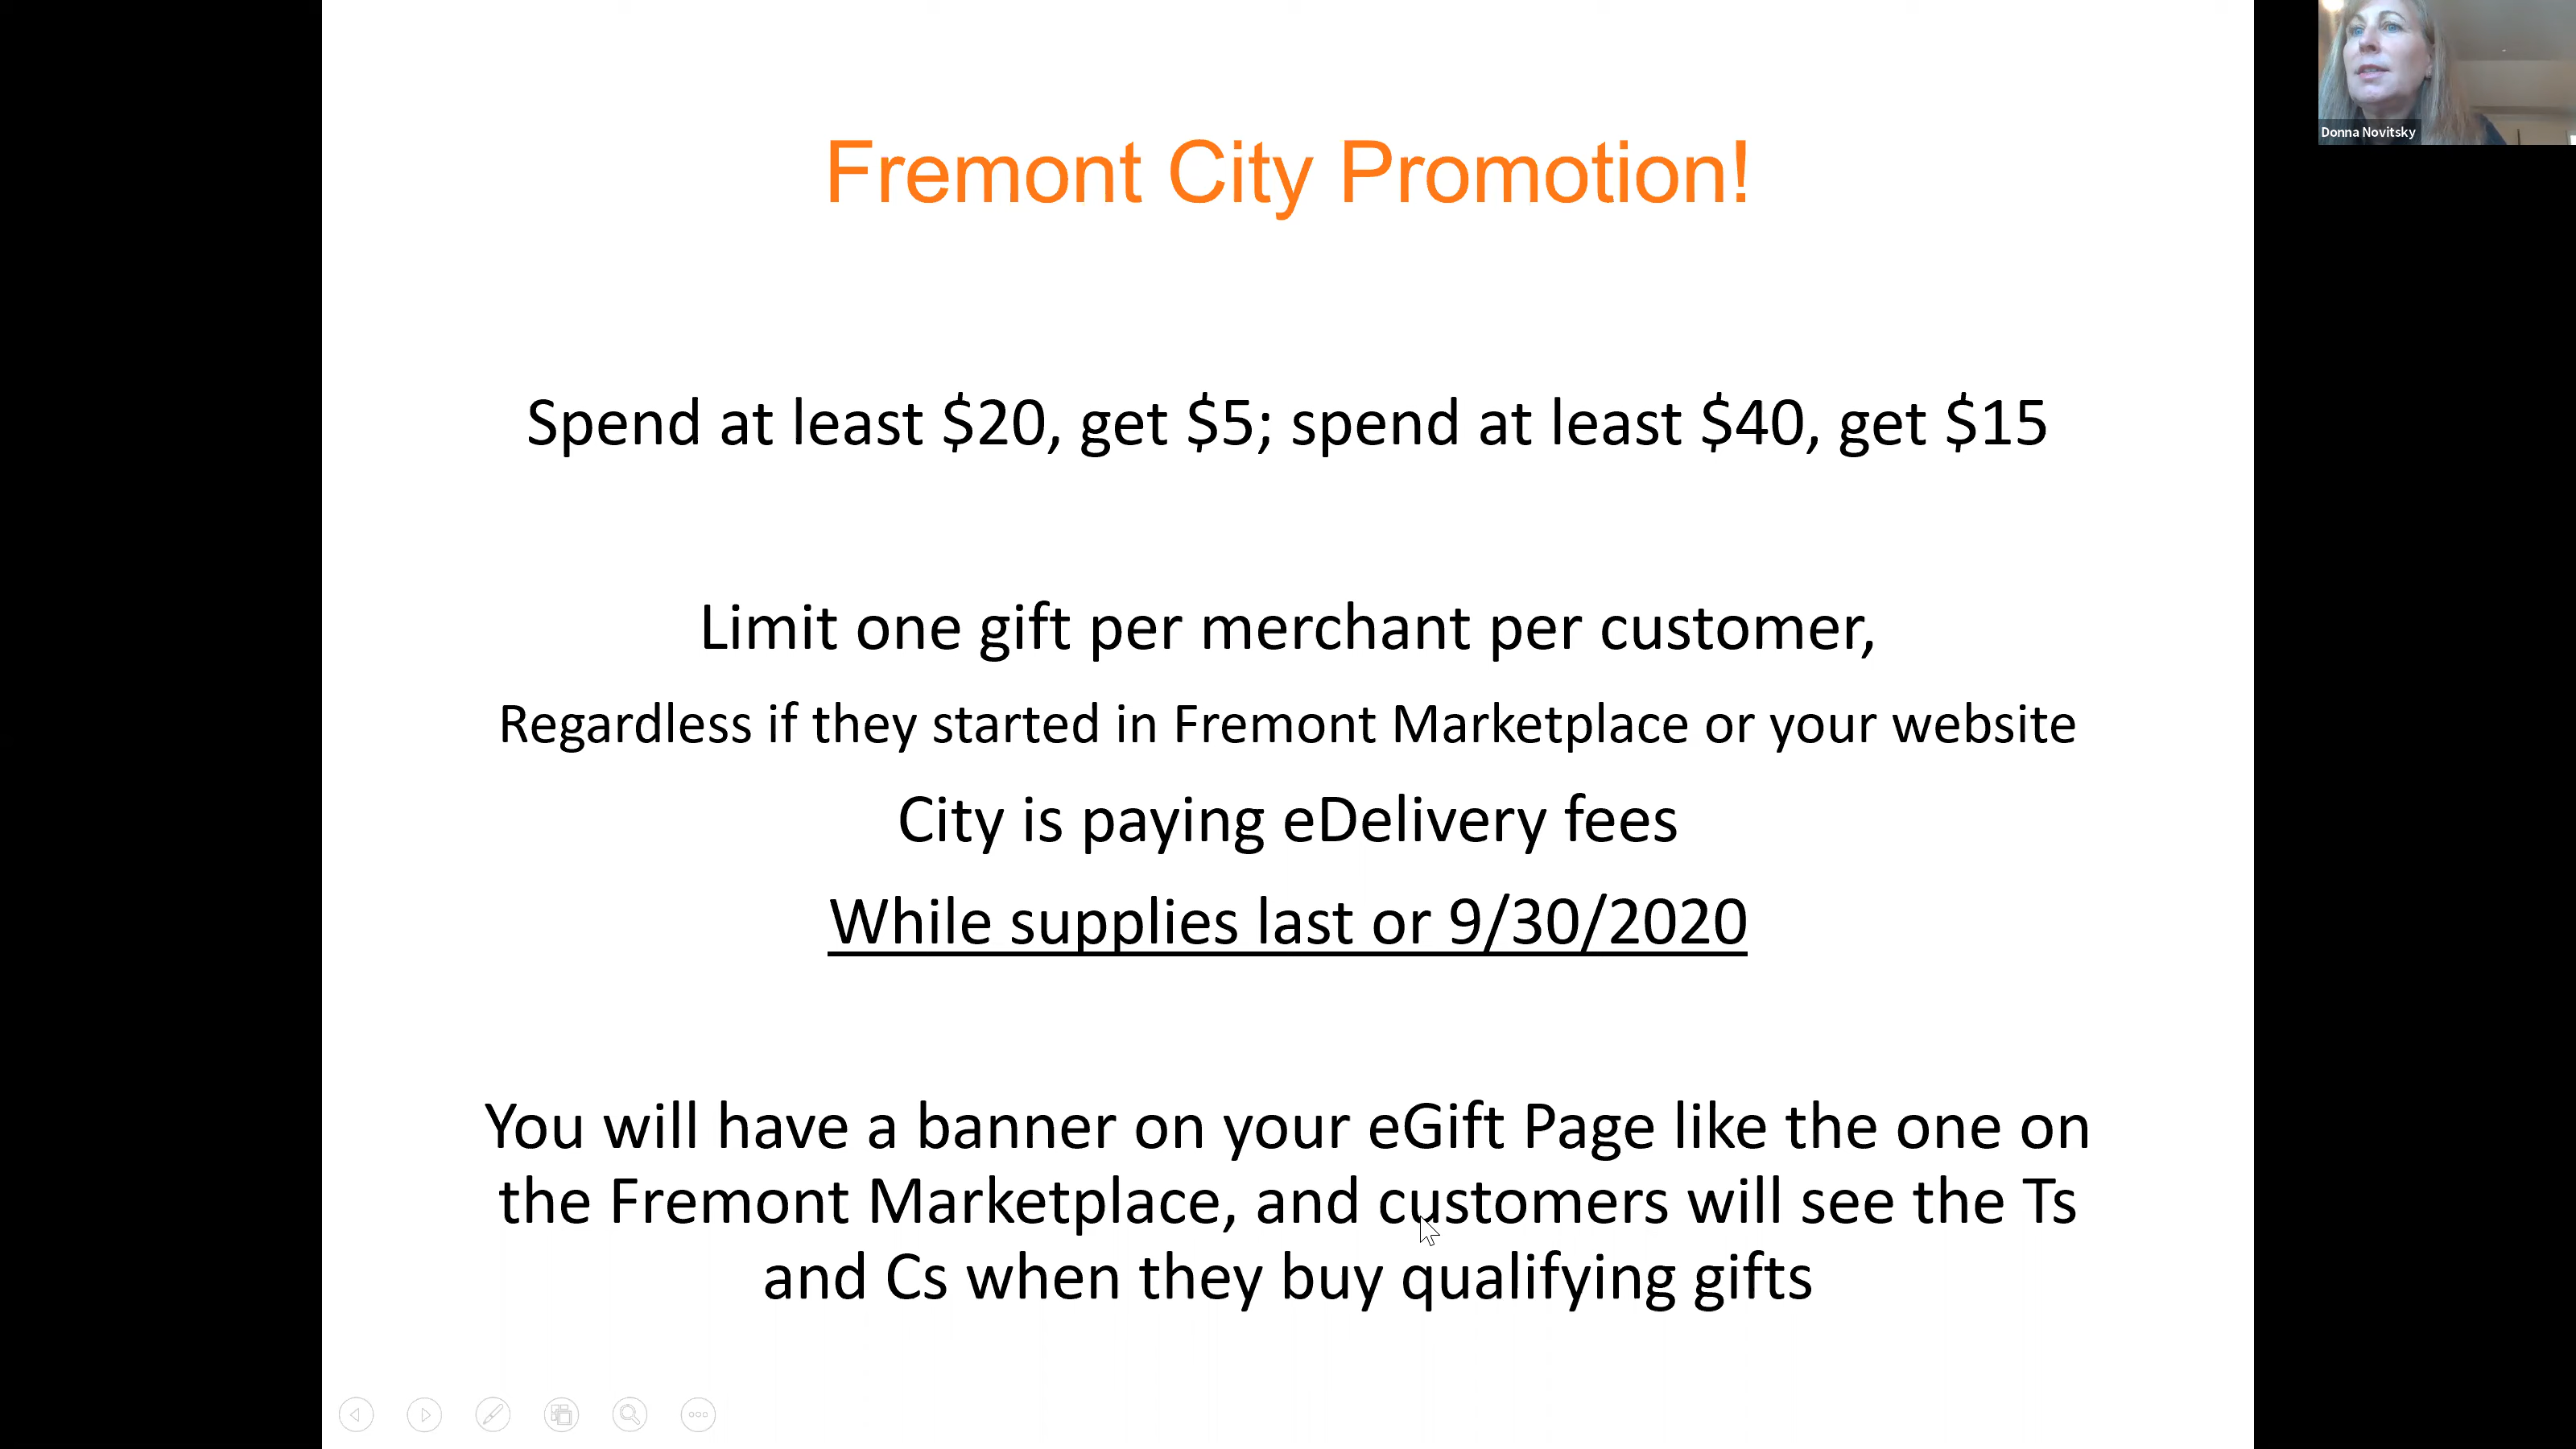 Fremont City Promotion!
Donna Novitsky
Spend at least $20, get $5; spend at least $40, get $15
Limit one gift per merchant per customer,
Regardless if they started in Fremont Marketplace or your website
City is paying eDelivery fees
While supplies last or 9/30/2020
You will have a banner on your eGift Page like the one on
the Fremont Marketplace, and customers will see the Ts
and Cs when they buy qualifying gifts